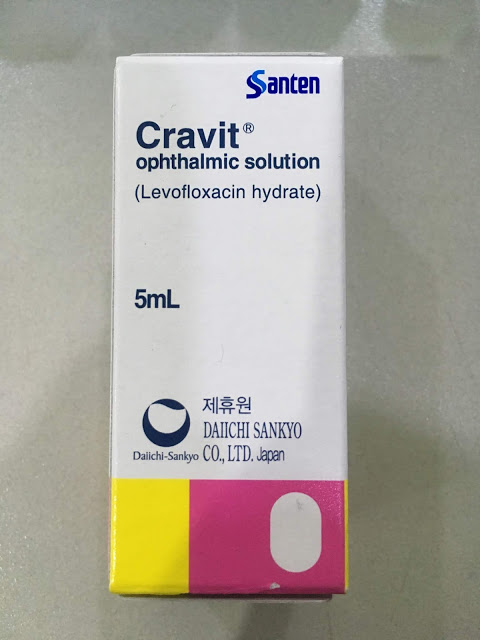 Santen
Cravit®
ophthalmic solution
(Levofloxacin hydrate)
5mL
제휴원
DAIICHI SANKYO
Daiichi-Sankyo CO., LTD. Japan